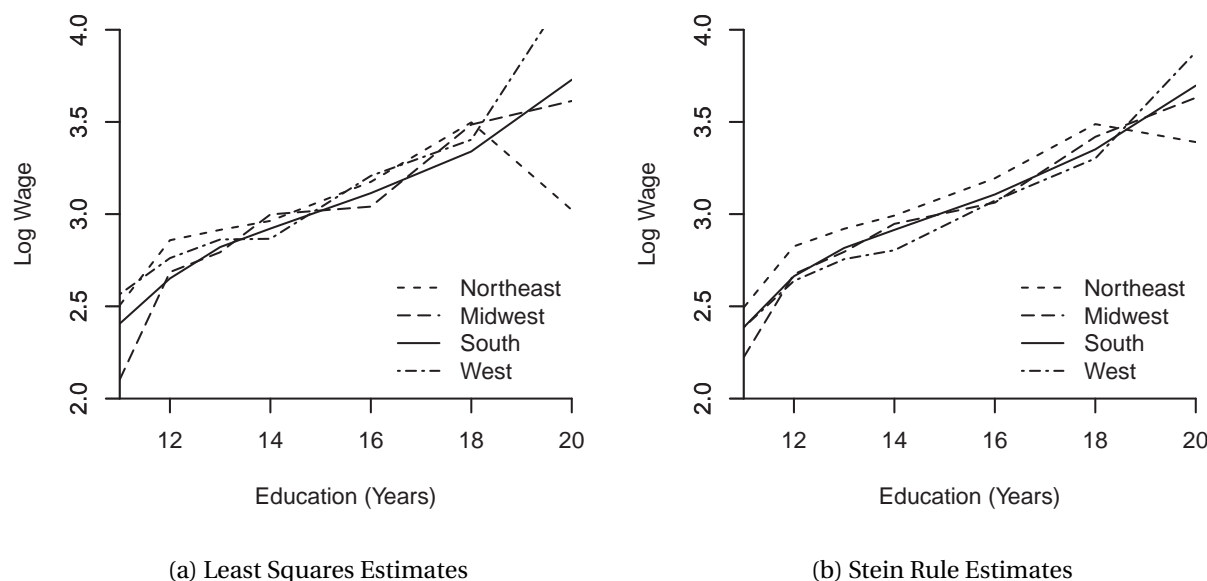 4.0
3.5
3.0
2.5
2.0
Log Wage
Northeast
Midwest
South
West
12 14 16 18 20
Education (Years)
(a) Least Squares Estimates
4.0
3.5
3.0
2.5
2.0
Log Wage
Northeast
Midwest
South
West
12 14 16 18 20
Education (Years)
(b) Stein Rule Estimates